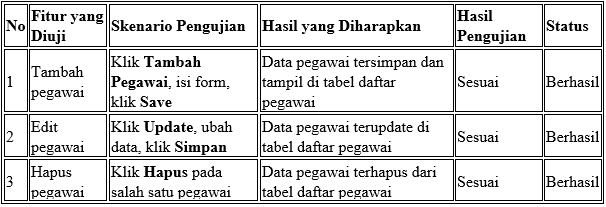 No Fitur yang Diuji Skenario Pengujian Hasil yang Diharapkan Hasil Pengujian Status
1 Tambah pegawai Klik Tambah Pegawai, isi form, klik Save Data pegawai tersimpan dan tampil di tabel daftar pegawai Sesuai Berhasil
2 Edit pegawai Klik Update, ubah data, klik Simpan Data pegawai terupdate di tabel daftar pegawai Sesuai Berhasil
3 Hapus pegawai Klik Hapus pada salah satu pegawai Data pegawai terhapus dari tabel daftar pegawai Sesuai Berhasil